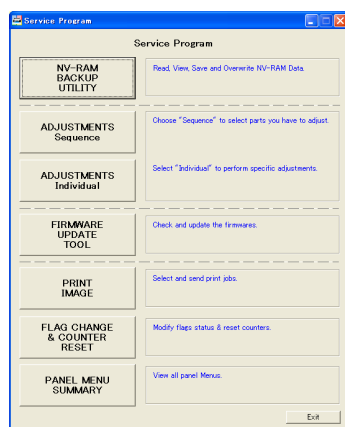 Service Program
Service Program
NV-RAM
BACKUP
UTILITY
Read, View, Save and Overwrite NV-RAM Data.
ADJUSTMENTS
Sequence
Choose "Sequence" to select parts you have to adjust.
ADJUSTMENTS
Individual
Select "Individual" to perform specific adjustments.
FIRMWARE
UPDATE
TOOL
Check and update the firmwares.
PRINT
IMAGE
Select and send print jobs.
FLAG CHANGE
& COUNTER
RESET
Modify flags status & reset counters.
PANEL MENU
SUMMARY
View all panel Menus.
Exit